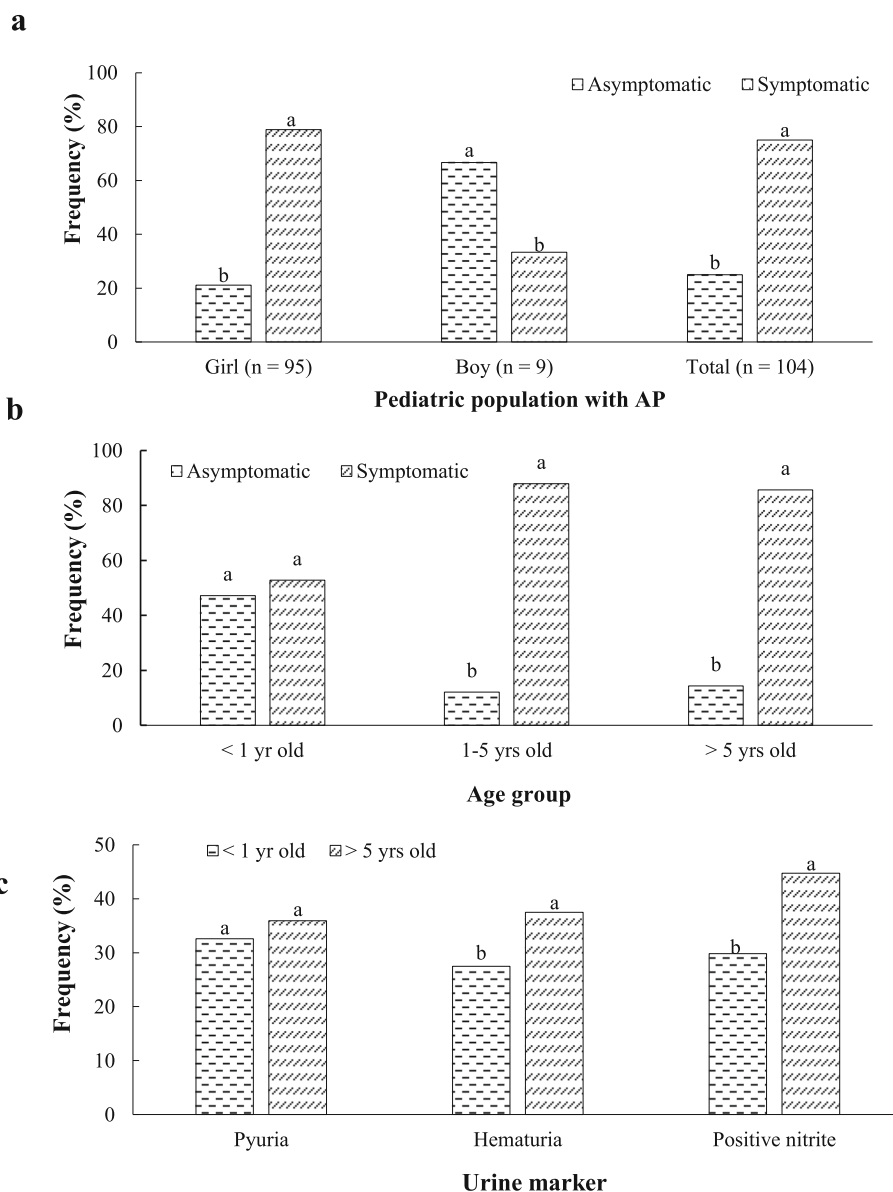 a
Frequency (%)
100
80
60
40
20
0
Asymptomatic Symptomatic
b a a b b a
Girl (n = 95) Boy (n = 9) Total (n = 104)
Pediatric population with AP
b
Frequency (%)
100
80
60
40
20
0
Asymptomatic Symptomatic
a a b a b a
< 1 yr old 1-5 yrs old > 5 yrs old
Age group
c
Frequency (%)
50
40
30
20
10
0
< 1 yr old > 5 yrs old
a a b a b a
Pyuria Hematuria Positive nitrite
Urine marker